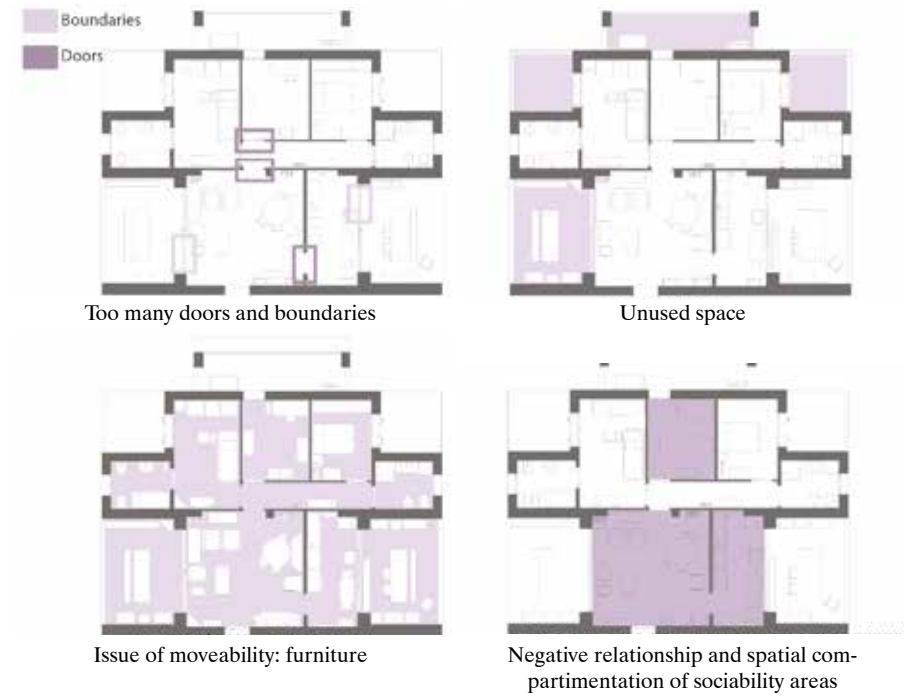 Boundaries
Doors
Too many doors and boundaries
Unused space
Issue of moveability: furniture
Negative relationship and spatial com-
partimentation of sociability areas